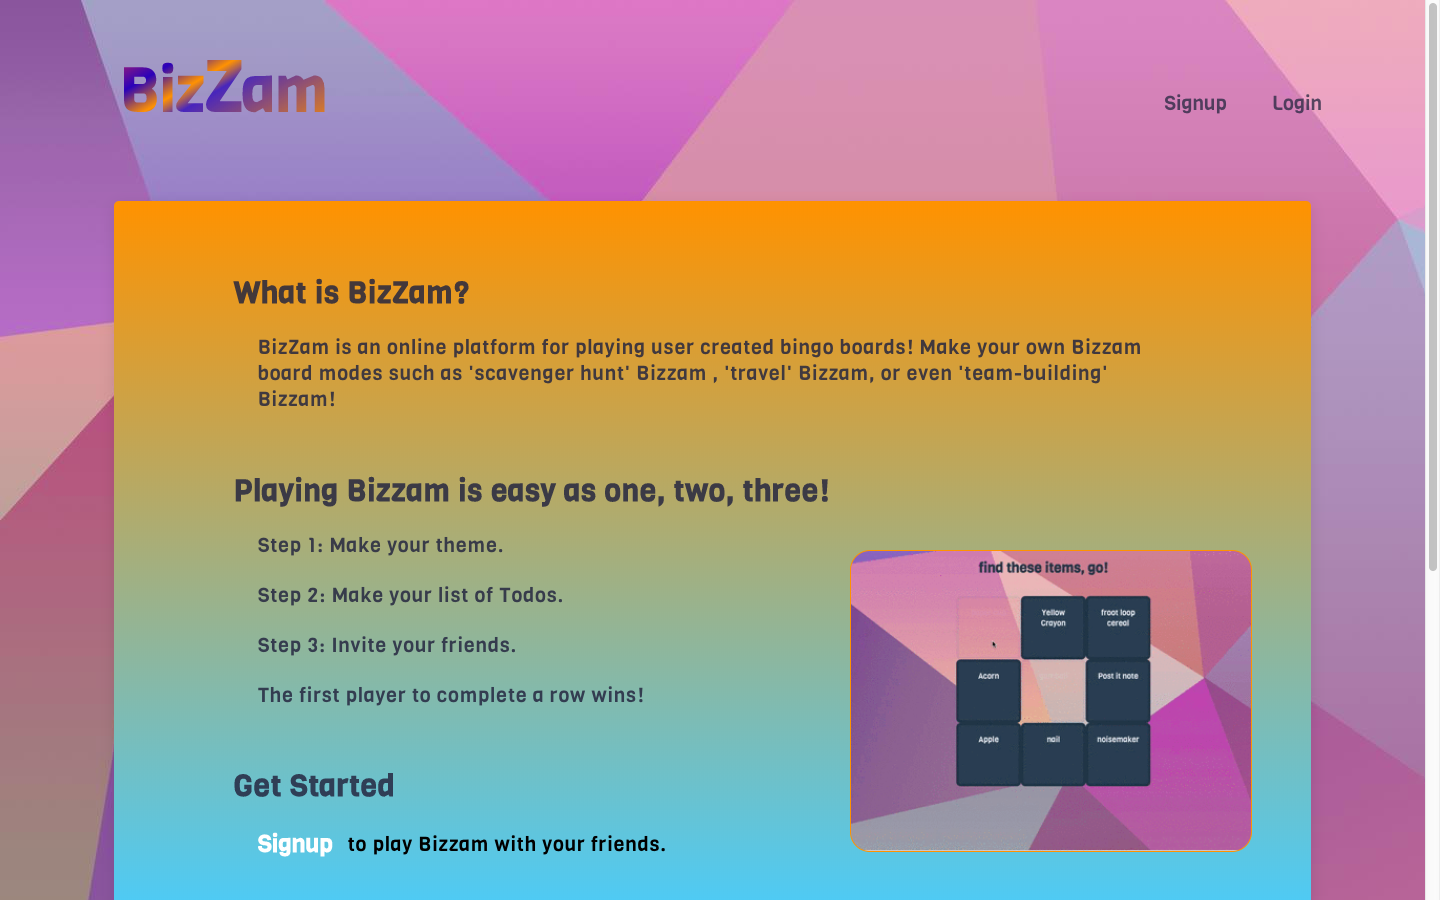 BizZam
Signup Login
What is BizZam?
BizZam is an online platform for playing user created bingo boards! Make your own Bizzam
board modes such as 'scavenger hunt' Bizzam , 'travel' Bizzam, or even 'team-building'
Bizzam!
Playing Bizzam is easy as one, two, three!
Step 1: Make your theme.
Step 2: Make your list of Todos.
Step 3: Invite your friends.
The first player to complete a row wins!
find these items, go!
Yellow
Crayon
froot loop
cereal
Acorn
Post it note
Apple
nail
noisemaker
Get Started
Signup to play Bizzam with your friends.